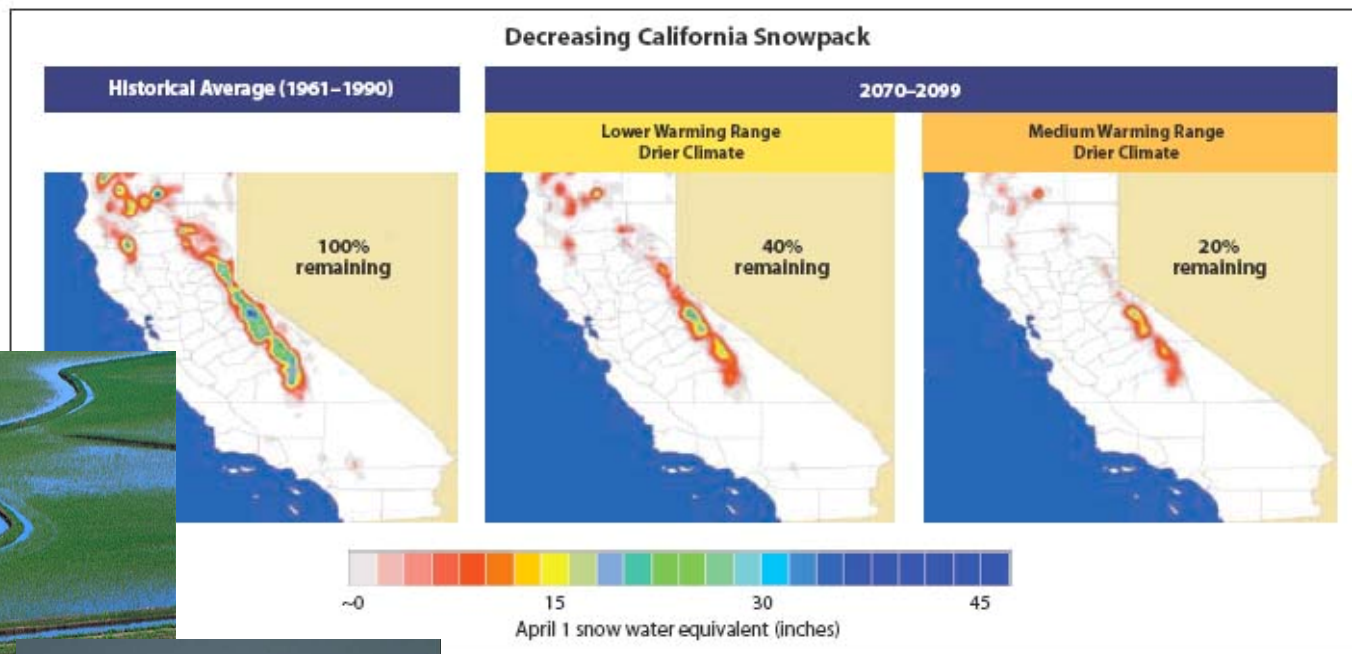 Decreasing California Snowpack
Historical Average (1961–1990)
2070–2099
Lower Warming Range
Drier Climate
Medium Warming Range
Drier Climate
100%
remaining
40%
remaining
20%
remaining
~0 15 30 45
April 1 snow water equivalent (inches)